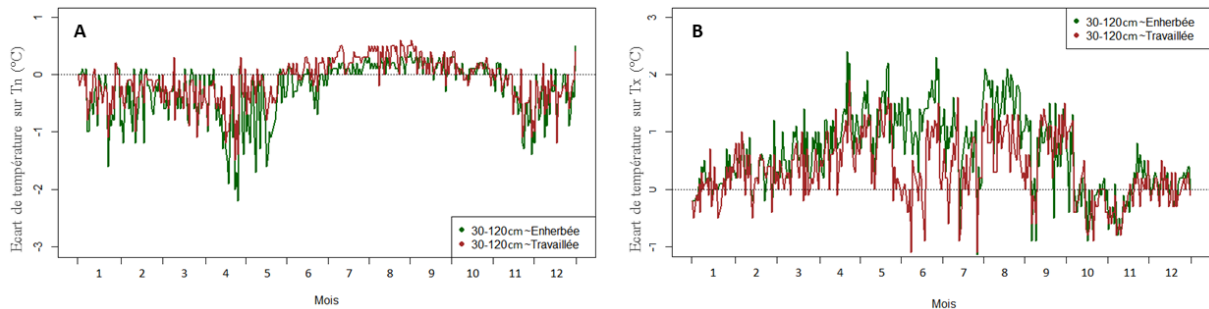 A
Ecart de température sur Tn (°C)
1
0
-1
-2
-3
30-120cm~Enherbée
30-120cm~Travaillée
1 2 3 4 5 6 7 8 9 10 11 12
Mois
B
Ecart de température sur Tx (°C)
3
2
1
0
-1
30-120cm~Enherbée
30-120cm~Travaillée
1 2 3 4 5 6 7 8 9 10 11 12
Mois